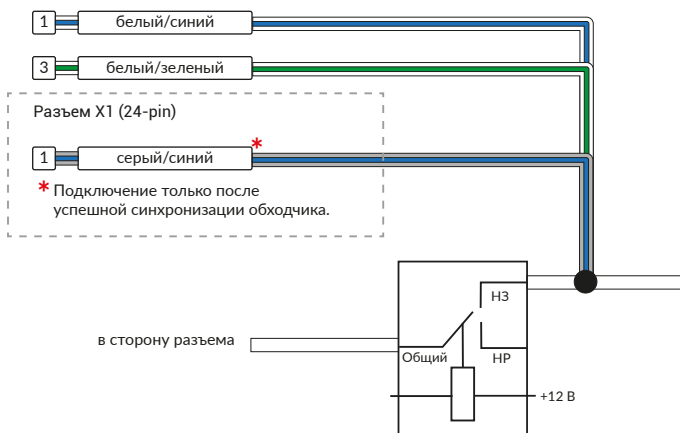 1 белый/синий
3 белый/зеленый
Разъем X1 (24-pin)
1 серый/синий *
* Подключение только после
успешной синхронизации обходчика.
НЗ
в сторону разъема
Общий НР
+12 В